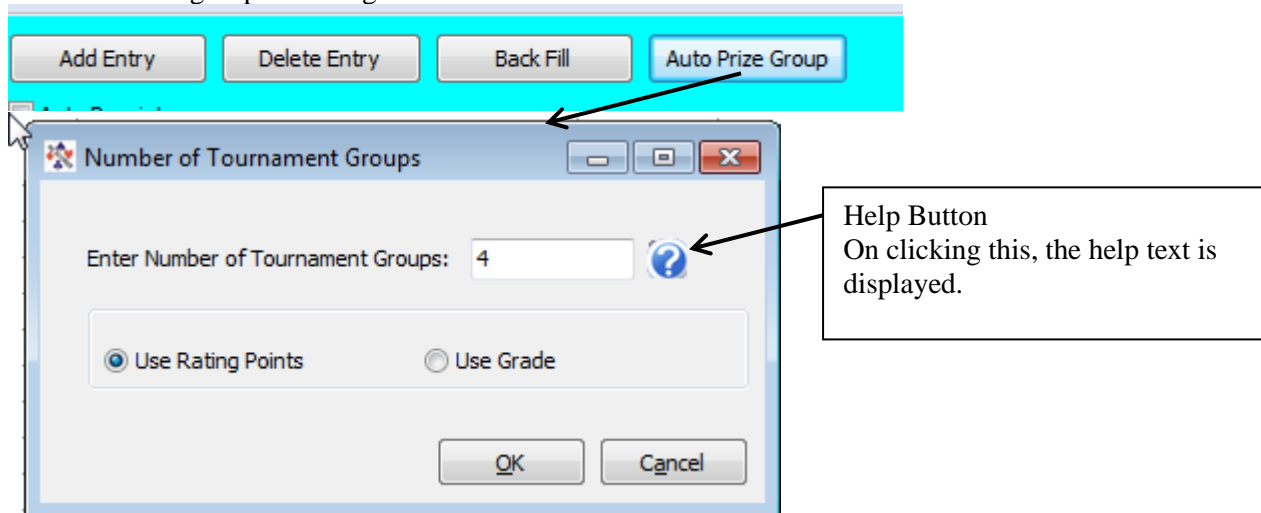 Add Entry Delete Entry Back Fill Auto Prize Group
Number of Tournament Groups
Enter Number of Tournament Groups: 4
Use Rating Points Use Grade
OK Cancel
Help Button
On clicking this, the help text is
displayed.